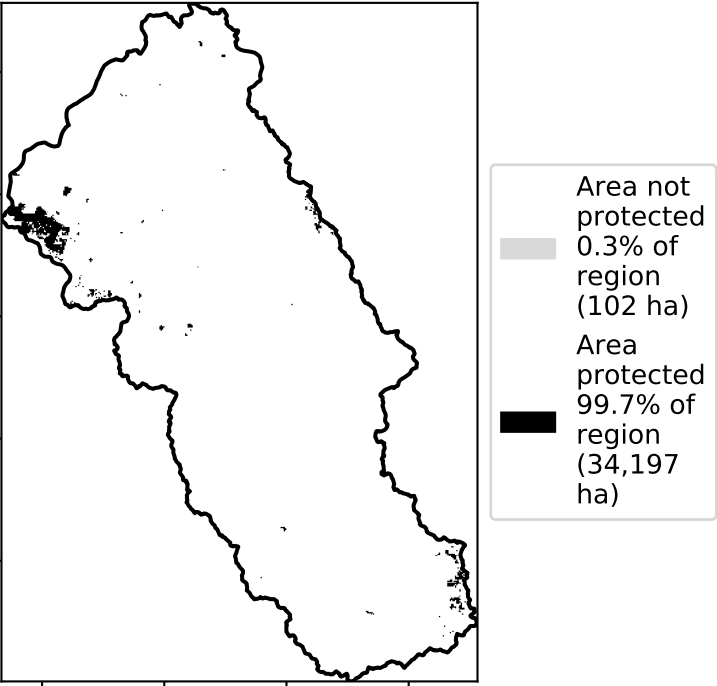 Area not
protected
0.3% of
region
(102 ha)
Area
protected
99.7% of
region
(34,197
ha)